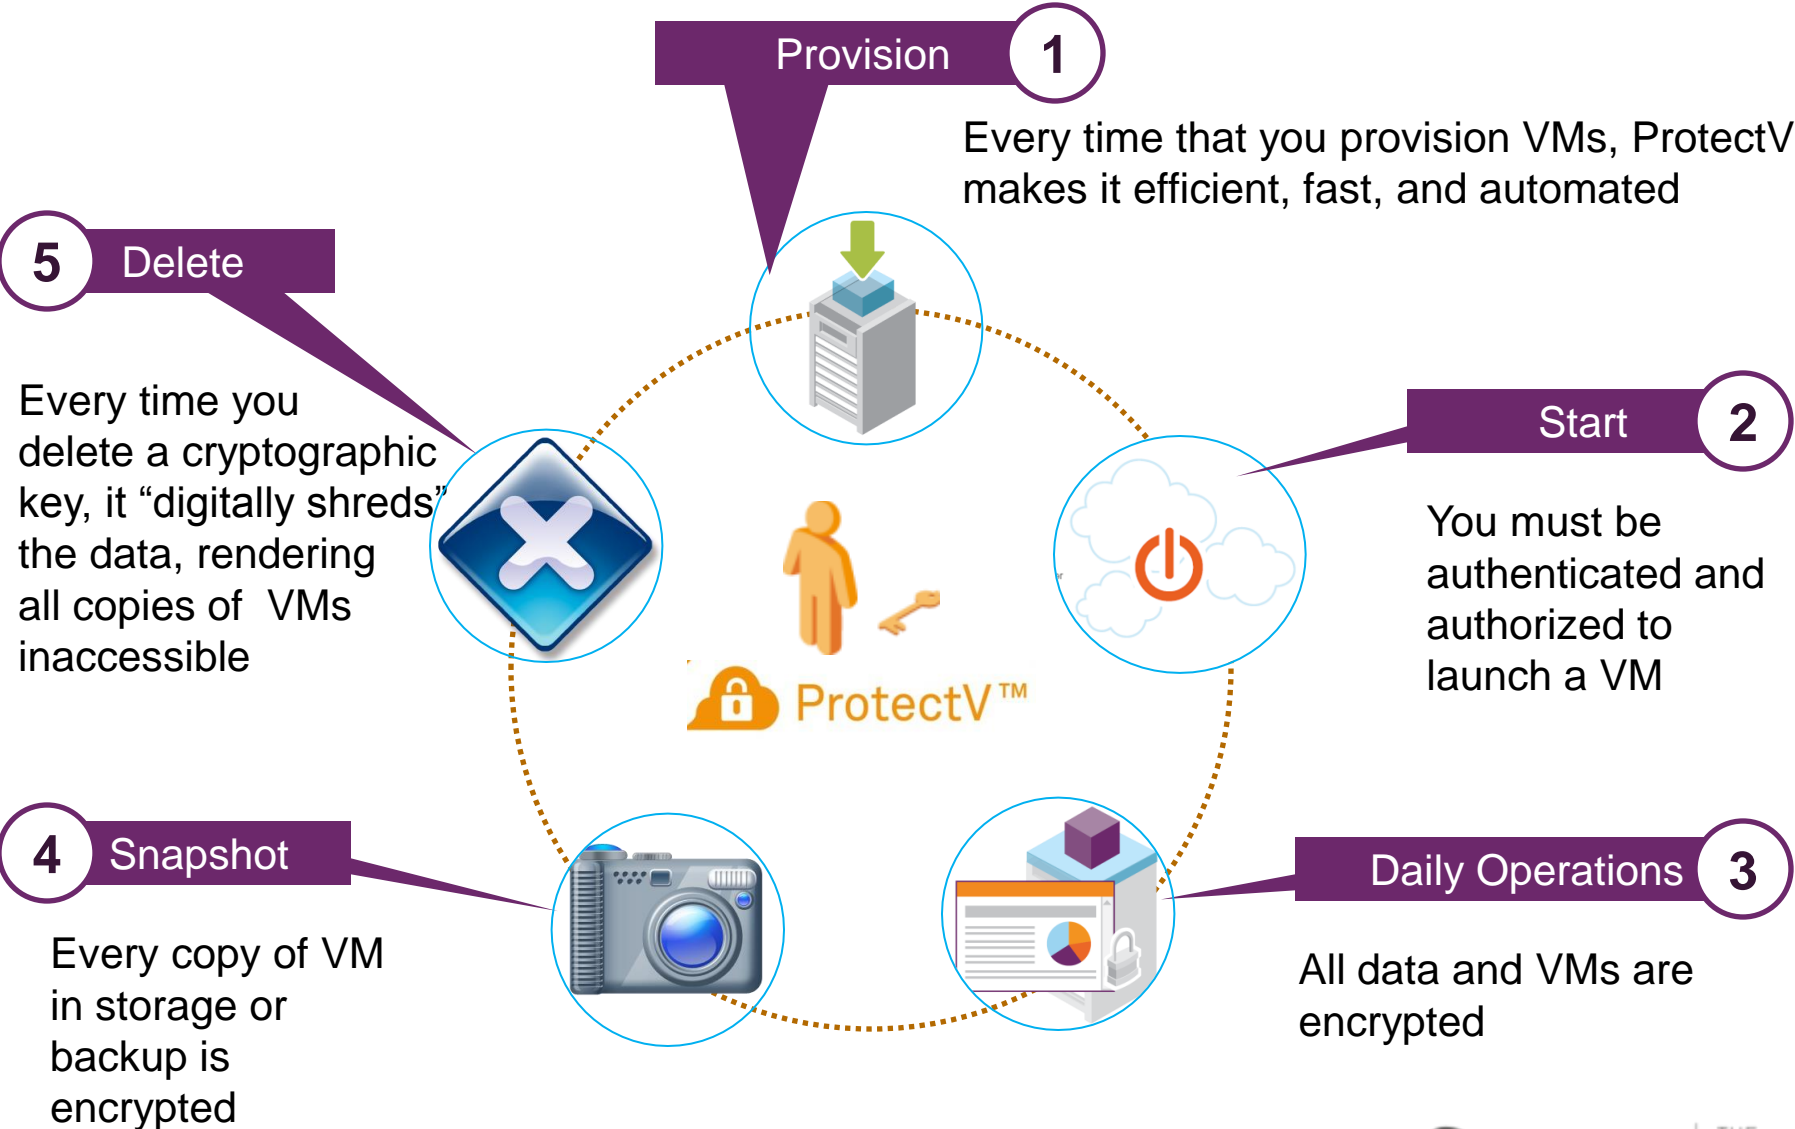 Provision 1
Every time that you provision VMs, ProtectV
makes it efficient, fast, and automated
Start 2
You must be
authenticated and
authorized to
launch a VM
Daily Operations 3
All data and VMs are
encrypted
4 Snapshot
Every copy of VM
in storage or
backup is
encrypted
5 Delete
Every time you
delete a cryptographic
key, it “digitally shreds”
the data, rendering
all copies of VMs
inaccessible
ProtectV™